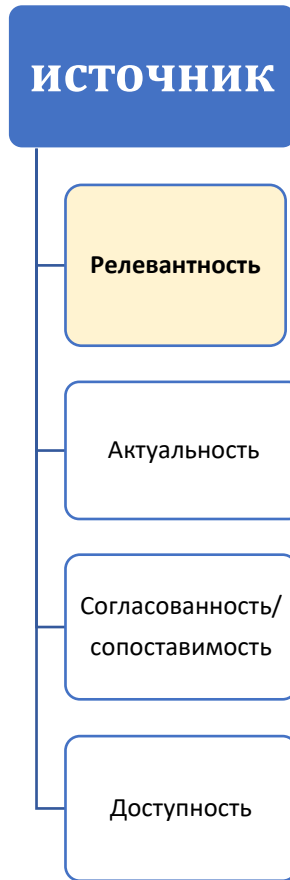 источник
Релевантность
Актуальность
Согласованность/
сопоставимость
Доступность